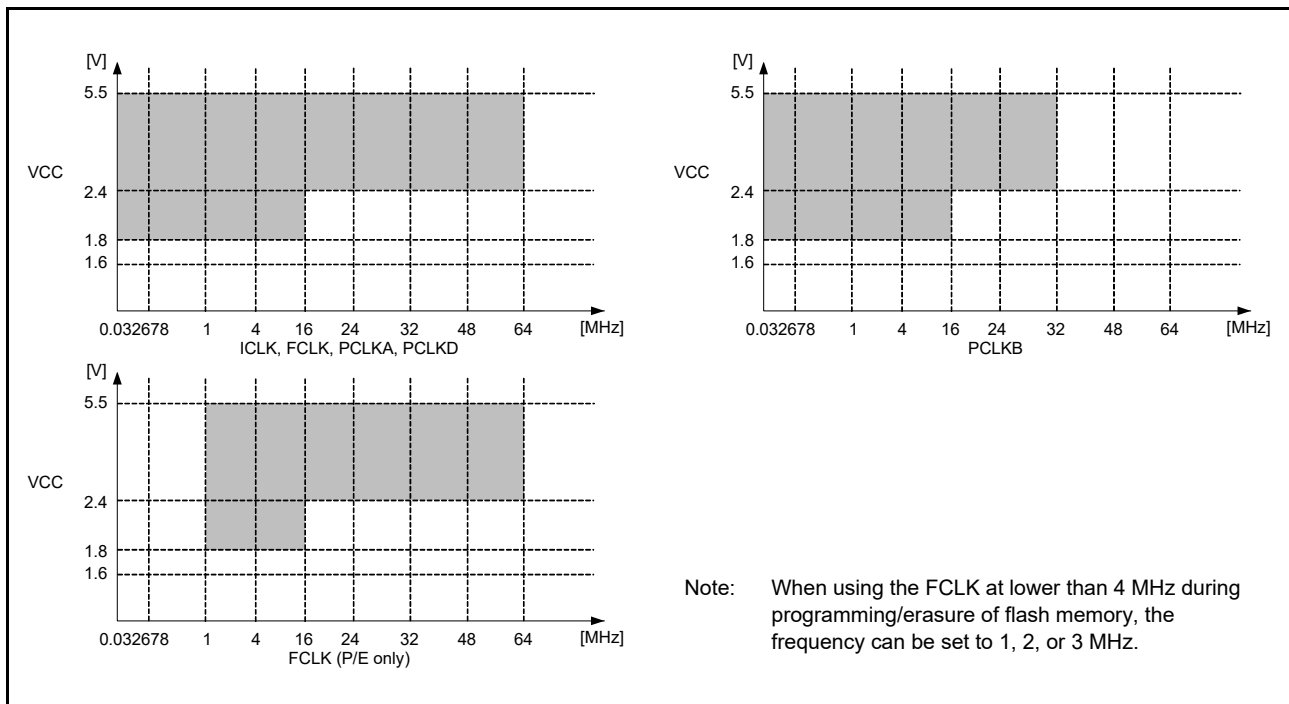 [V]
5.5
VCC
2.4
1.8
1.6
0.032678 1 4 16 24 32 48 64 [MHz]
ICLK, FCLK, PCLKA, PCLKD
[V]
5.5
VCC
2.4
1.8
1.6
0.032678 1 4 16 24 32 48 64 [MHz]
PCLKB
[V]
5.5
VCC
2.4
1.8
1.6
0.032678 1 4 16 24 32 48 64 [MHz]
FCLK (P/E only)
Note: When using the FCLK at lower than 4 MHz during
programming/erasure of flash memory, the
frequency can be set to 1, 2, or 3 MHz.